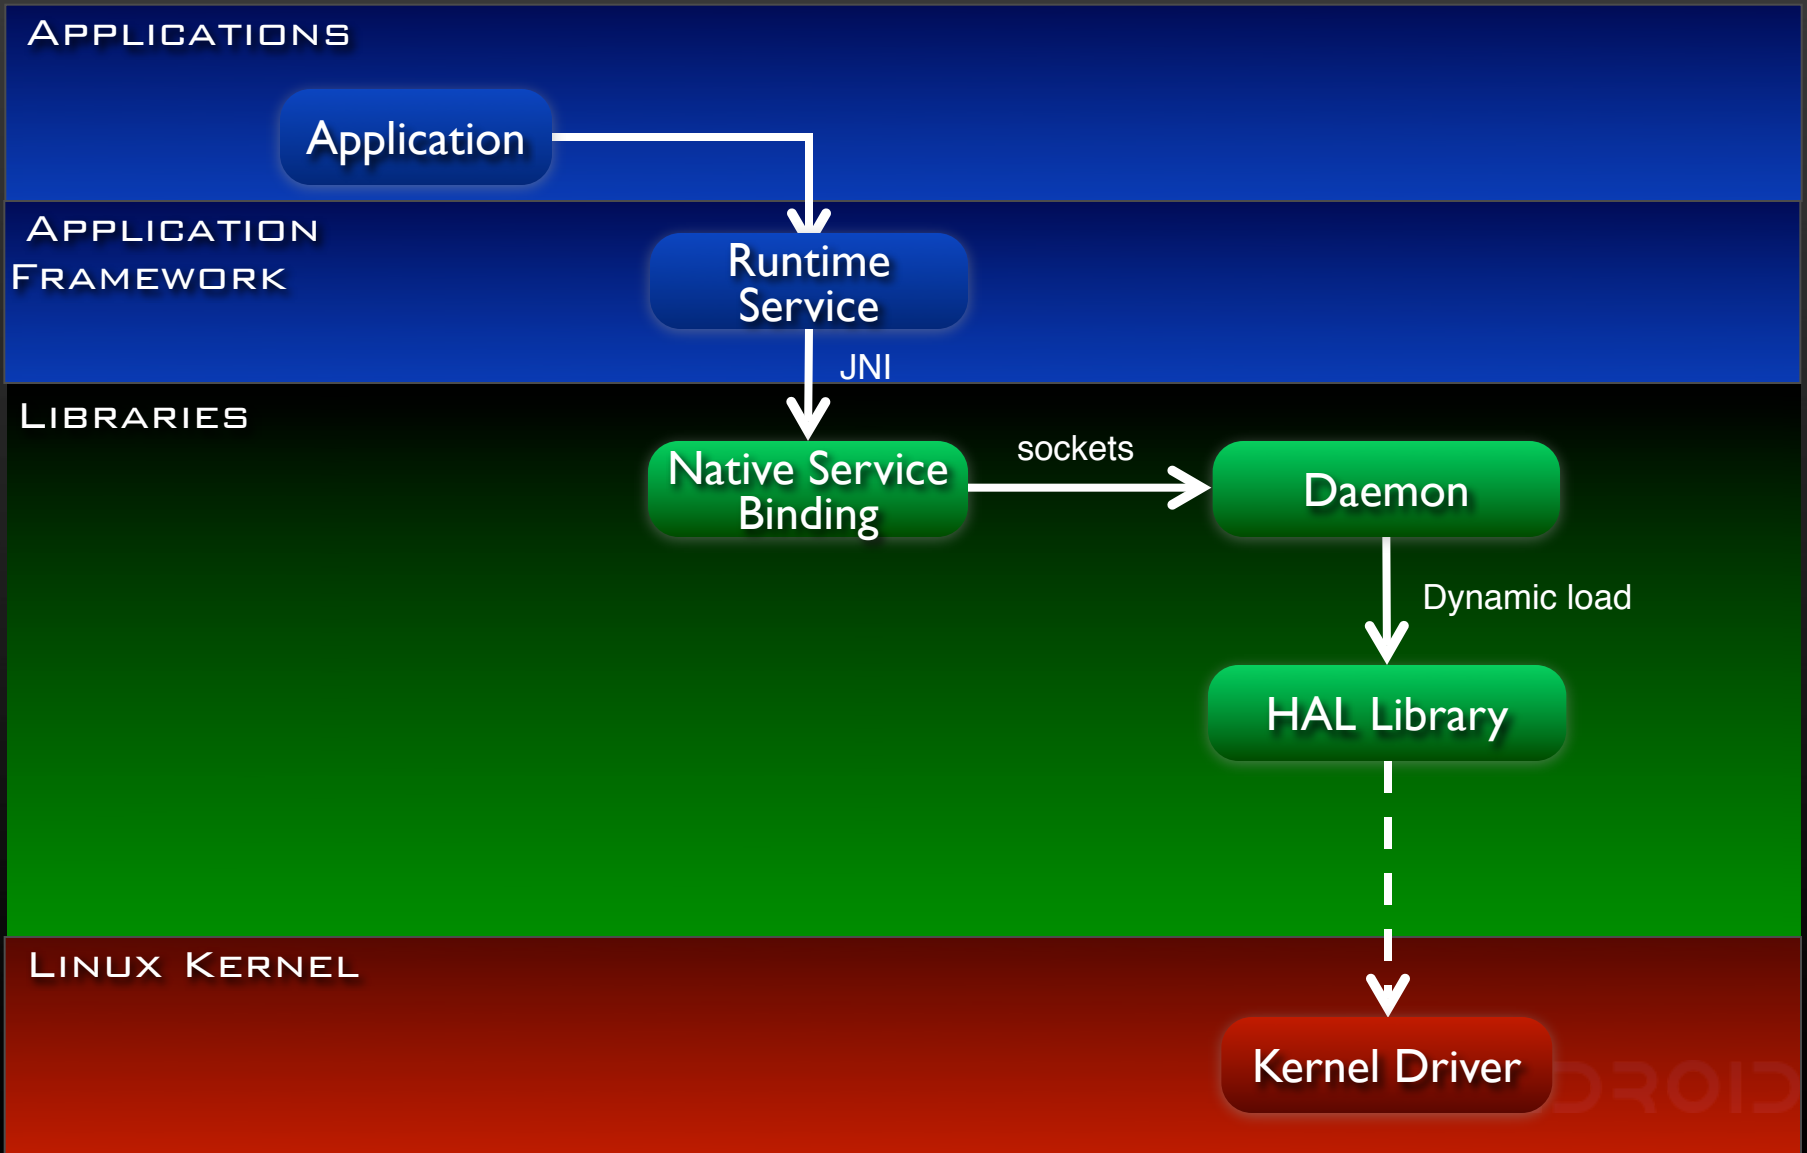 APPLICATIONS
Application
APPLICATION
FRAMEWORK
Runtime
Service
JNI
LIBRARIES
Native Service
Binding
sockets
Daemon
Dynamic load
HAL Library
LINUX KERNEL
Kernel Driver
DROID